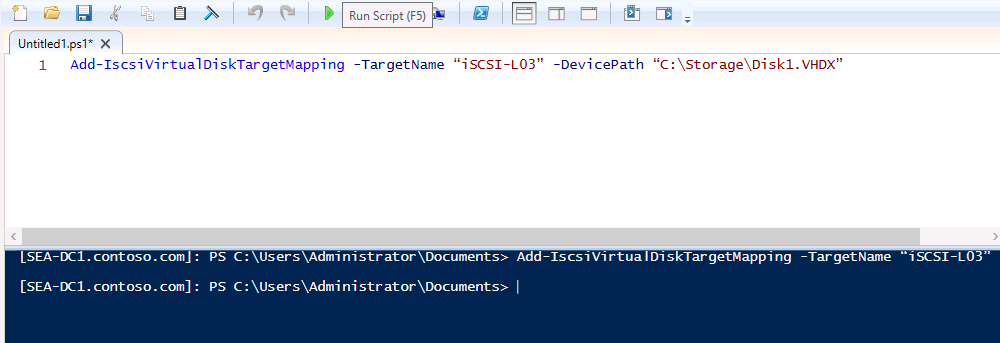 Run Script (F5)
Untitled1.ps1* X
1 Add-IscsiVirtualDiskTargetMapping -TargetName “iSCSI-L03” -DevicePath “C:\Storage\Disk1.VHDX”
[SEA-DC1.contoso.com]: PS C:\Users\Administrator\Documents> Add-IscsiVirtualDiskTargetMapping -TargetName “iSCSI-L03”
[SEA-DC1.contoso.com]: PS C:\Users\Administrator\Documents>